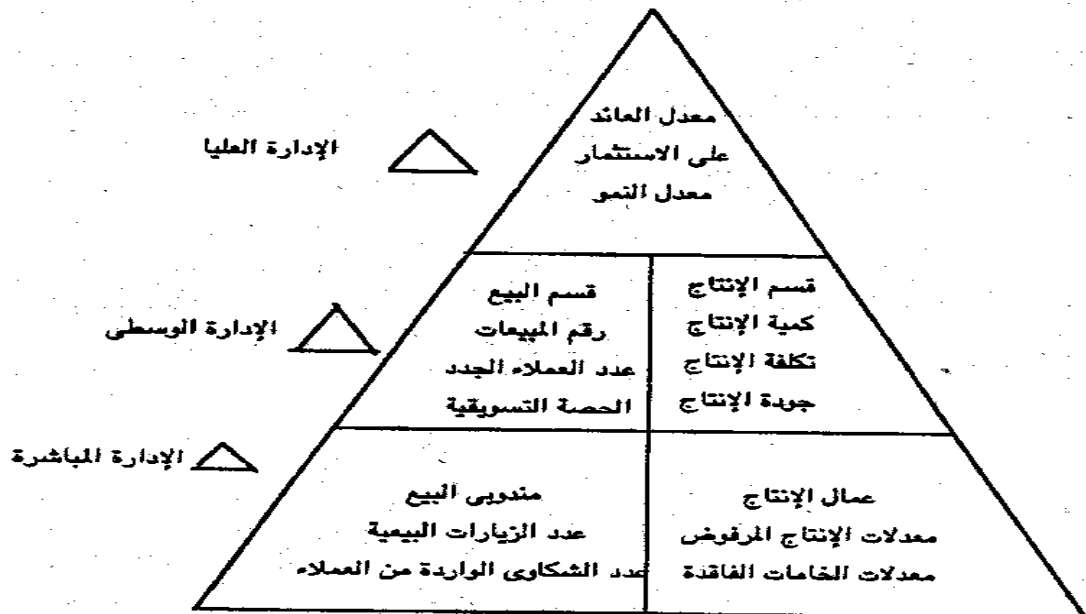 معدل العائد
على الاستثمار
معدل النمو
الإدارة العليا
قسم الإنتاج
كمية الإنتاج
تكلفة الإنتاج
جودة الإنتاج
قسم البيع
رقم المبيعات
عدد العملاء الجدد
الحصة التسويقية
الإدارة الوسطى
عمال الإنتاج
معدلات الإنتاج المرفوض
معدلات الخامات الفاقدة
مندوبى البيع
عدد الزيارات البيعية
عدد الشكاوى الواردة من العملاء
الإدارة المباشرة